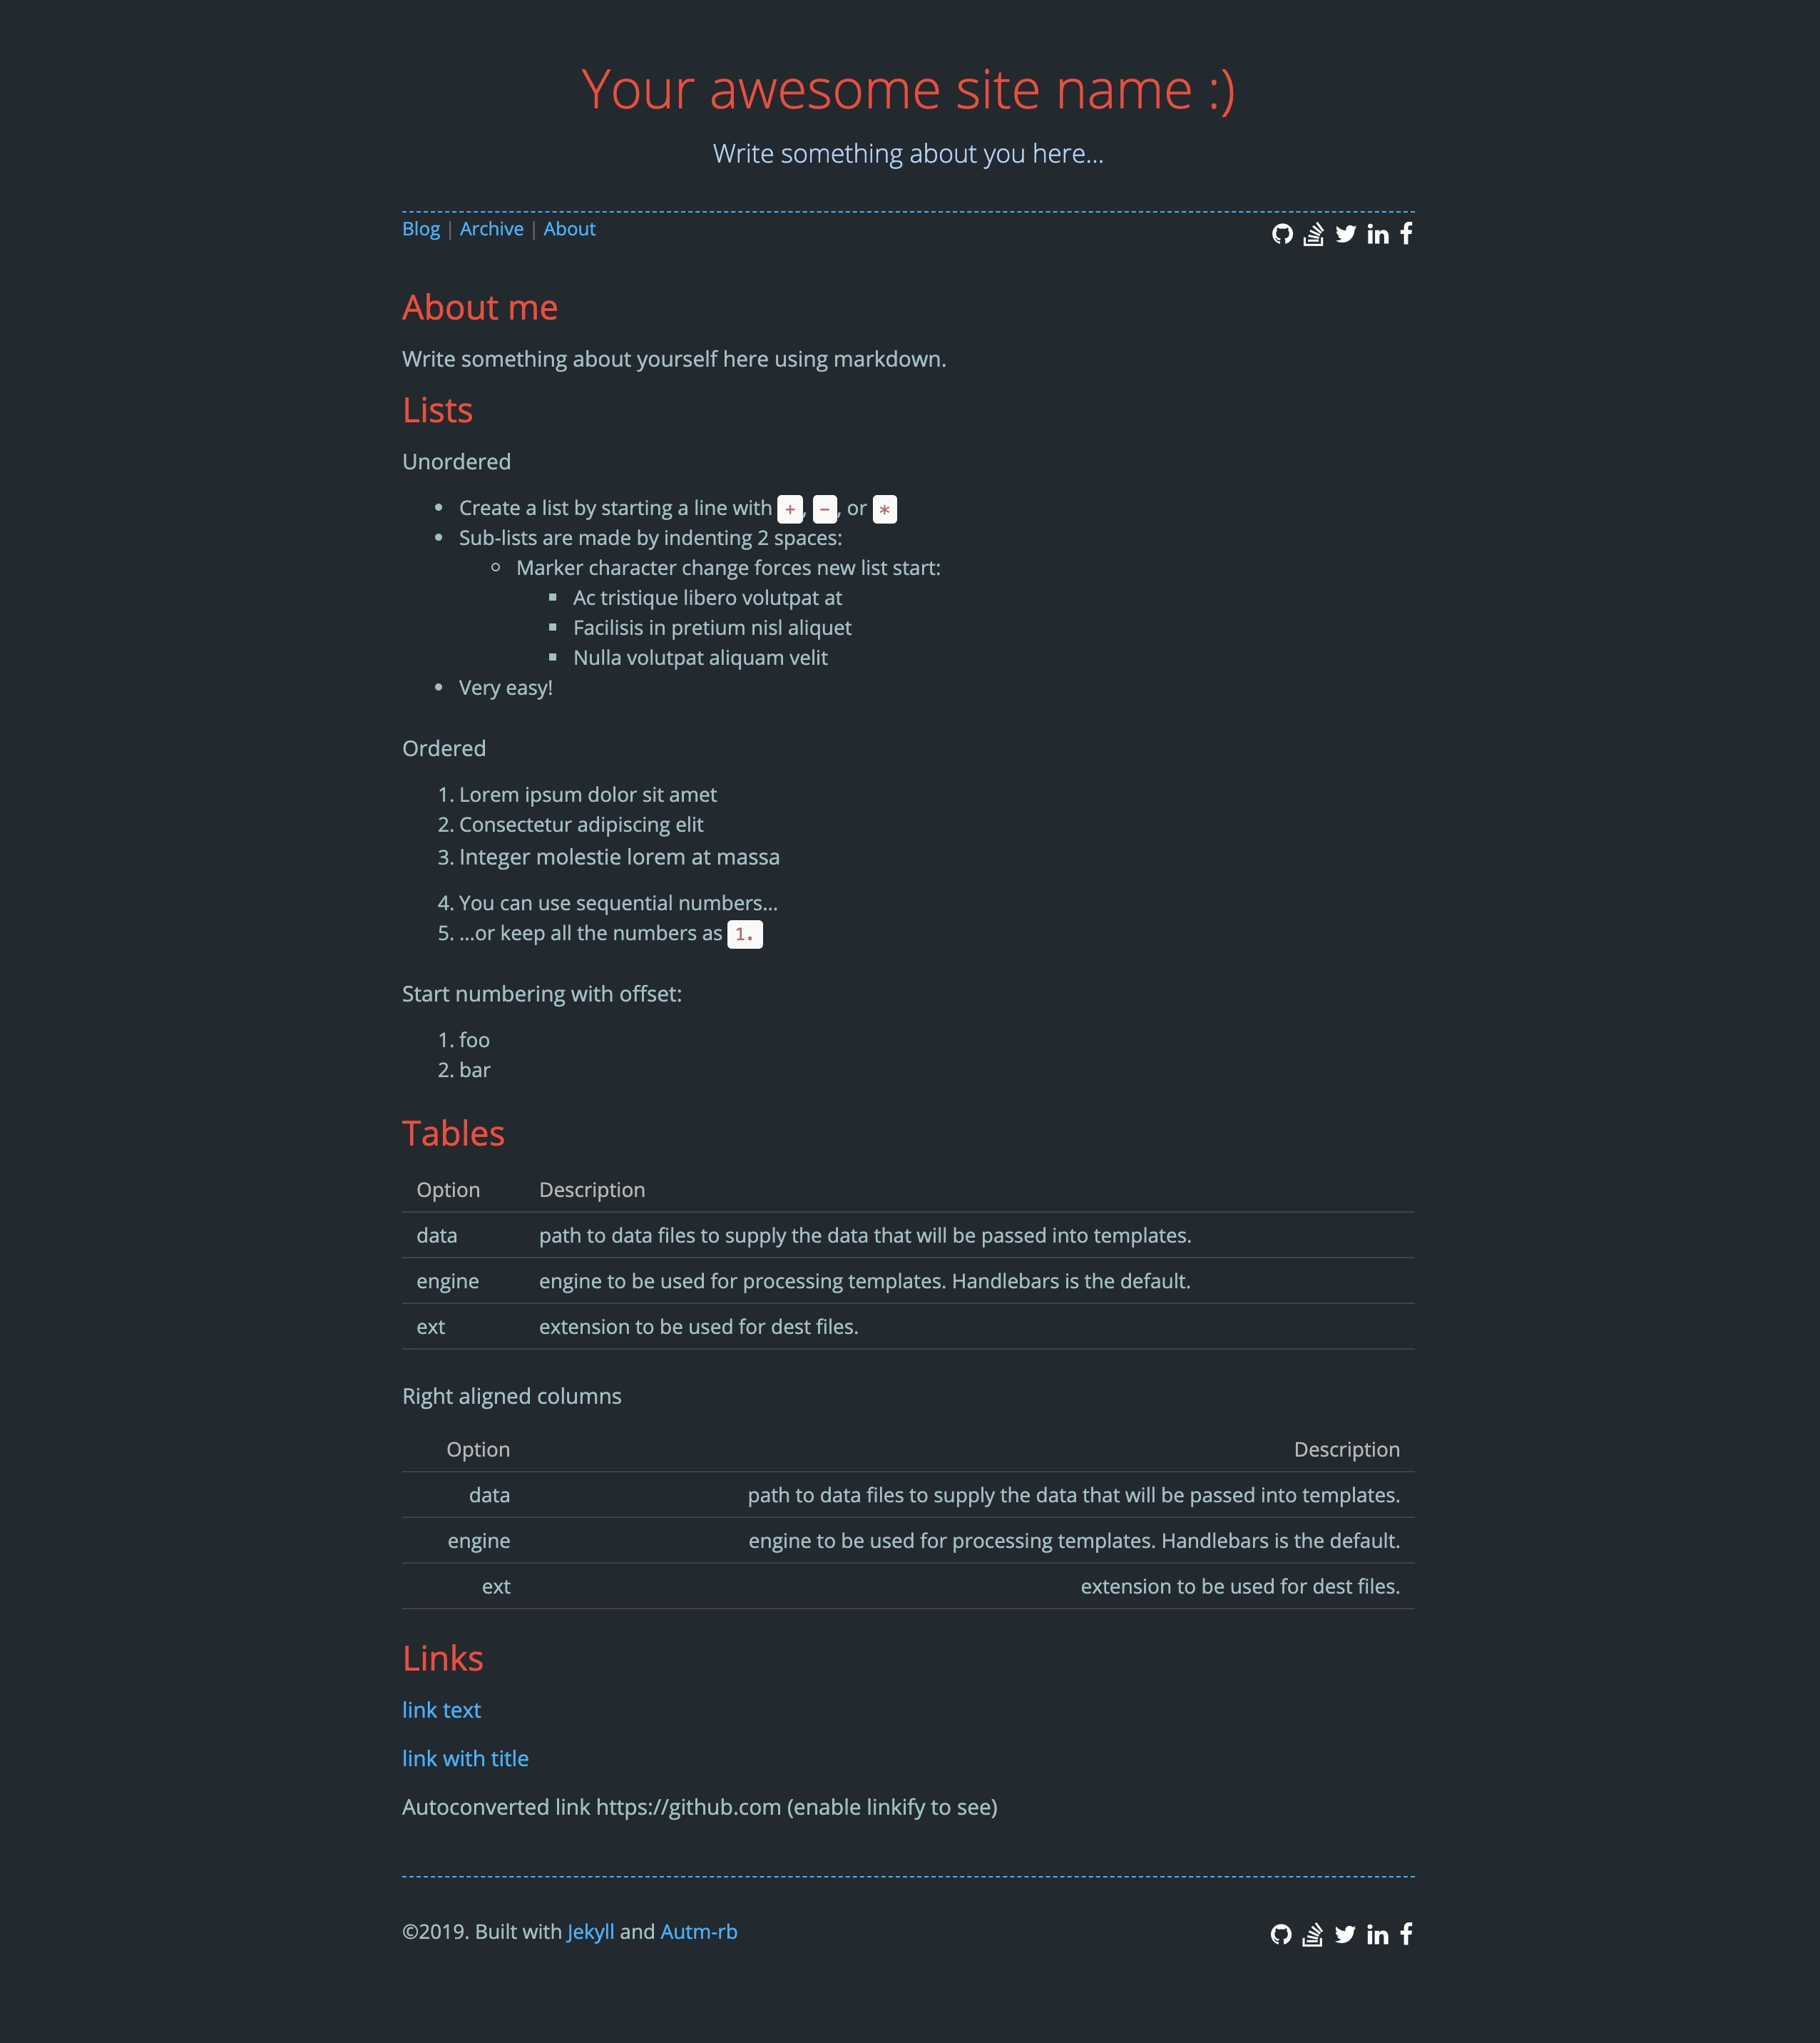 Your awesome site name :)
Write something about you here...
Blog | Archive | About
About me
Write something about yourself here using markdown.
Lists
Unordered
Create a list by starting a line with +, -, or *
Sub-lists are made by indenting 2 spaces:
Marker character change forces new list start:
Ac tristique libero volutpat at
Facilisis in pretium nisl aliquet
Nulla volutpat aliquam velit
Very easy!
Ordered
1. Lorem ipsum dolor sit amet
2. Consectetur adipiscing elit
3. Integer molestie lorem at massa
4. You can use sequential numbers…
5. …or keep all the numbers as 1.
Start numbering with offset:
1. foo
2. bar
Tables
Option Description
data path to data files to supply the data that will be passed into templates.
engine engine to be used for processing templates. Handlebars is the default.
ext extension to be used for dest files.
Right aligned columns
Option Description
data path to data files to supply the data that will be passed into templates.
engine engine to be used for processing templates. Handlebars is the default.
ext extension to be used for dest files.
Links
link text
link with title
Autoconverted link https://github.com (enable linkify to see)
©2019. Built with Jekyll and Autm-rb